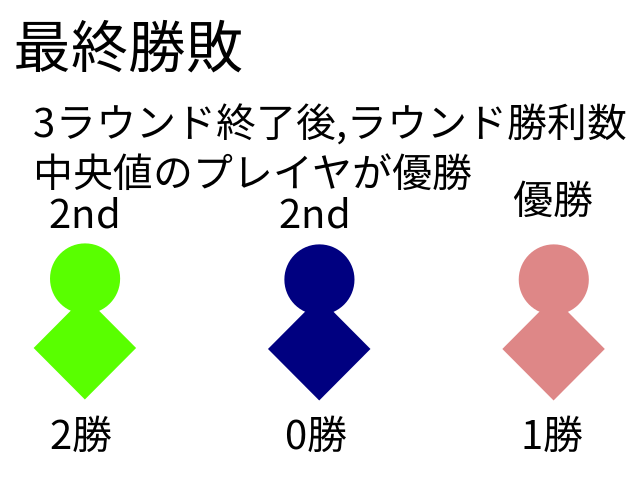 最終勝敗
3ラウンド終了後,ラウンド勝利数
中央値のプレイヤが優勝
2nd 2nd 優勝
2勝 0勝 1勝